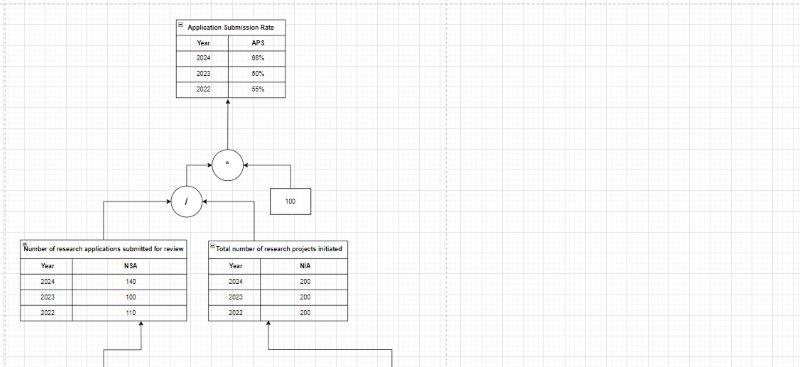 Application Submission Rate
Year APS
2024
2023
2022 55%
*
/
100
Number of research applications submitted for review
Year NSA
2024 140
2023 100
2022 110
Total number of research projects initiated
Year NIA
2024 200
2023 200
2022 200